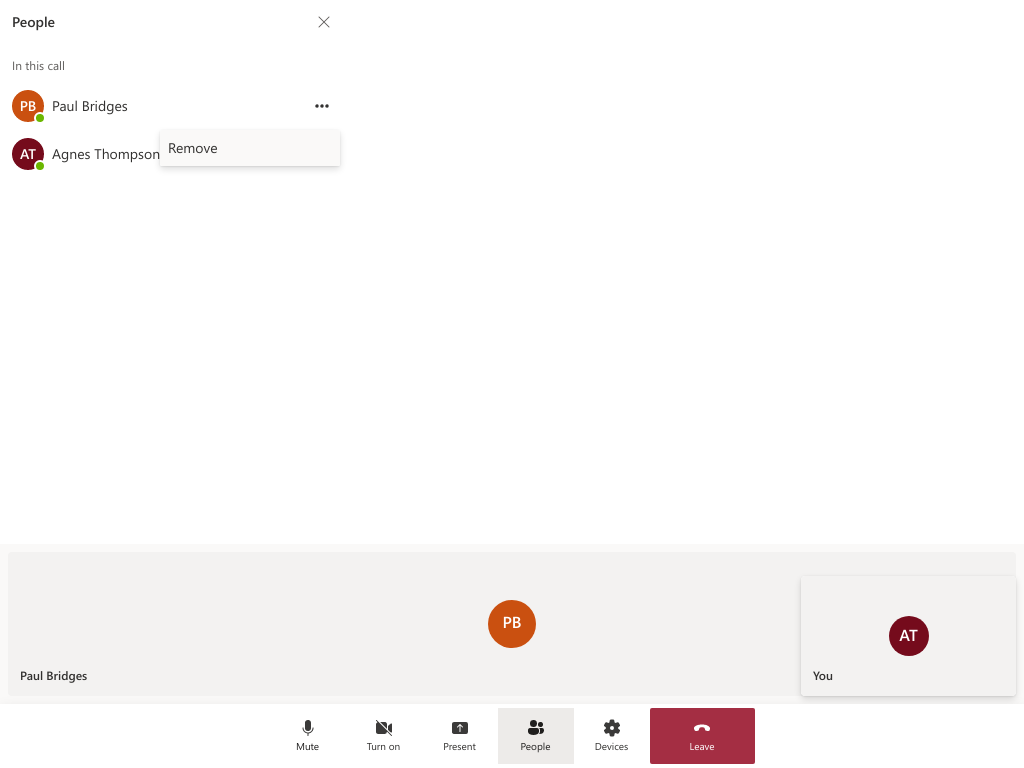 People
In this call
PB Paul Bridges
AT Agnes Thompson
Remove
PB
Paul Bridges
AT
You
Mute
Turn on
Present
People
Devices
Leave